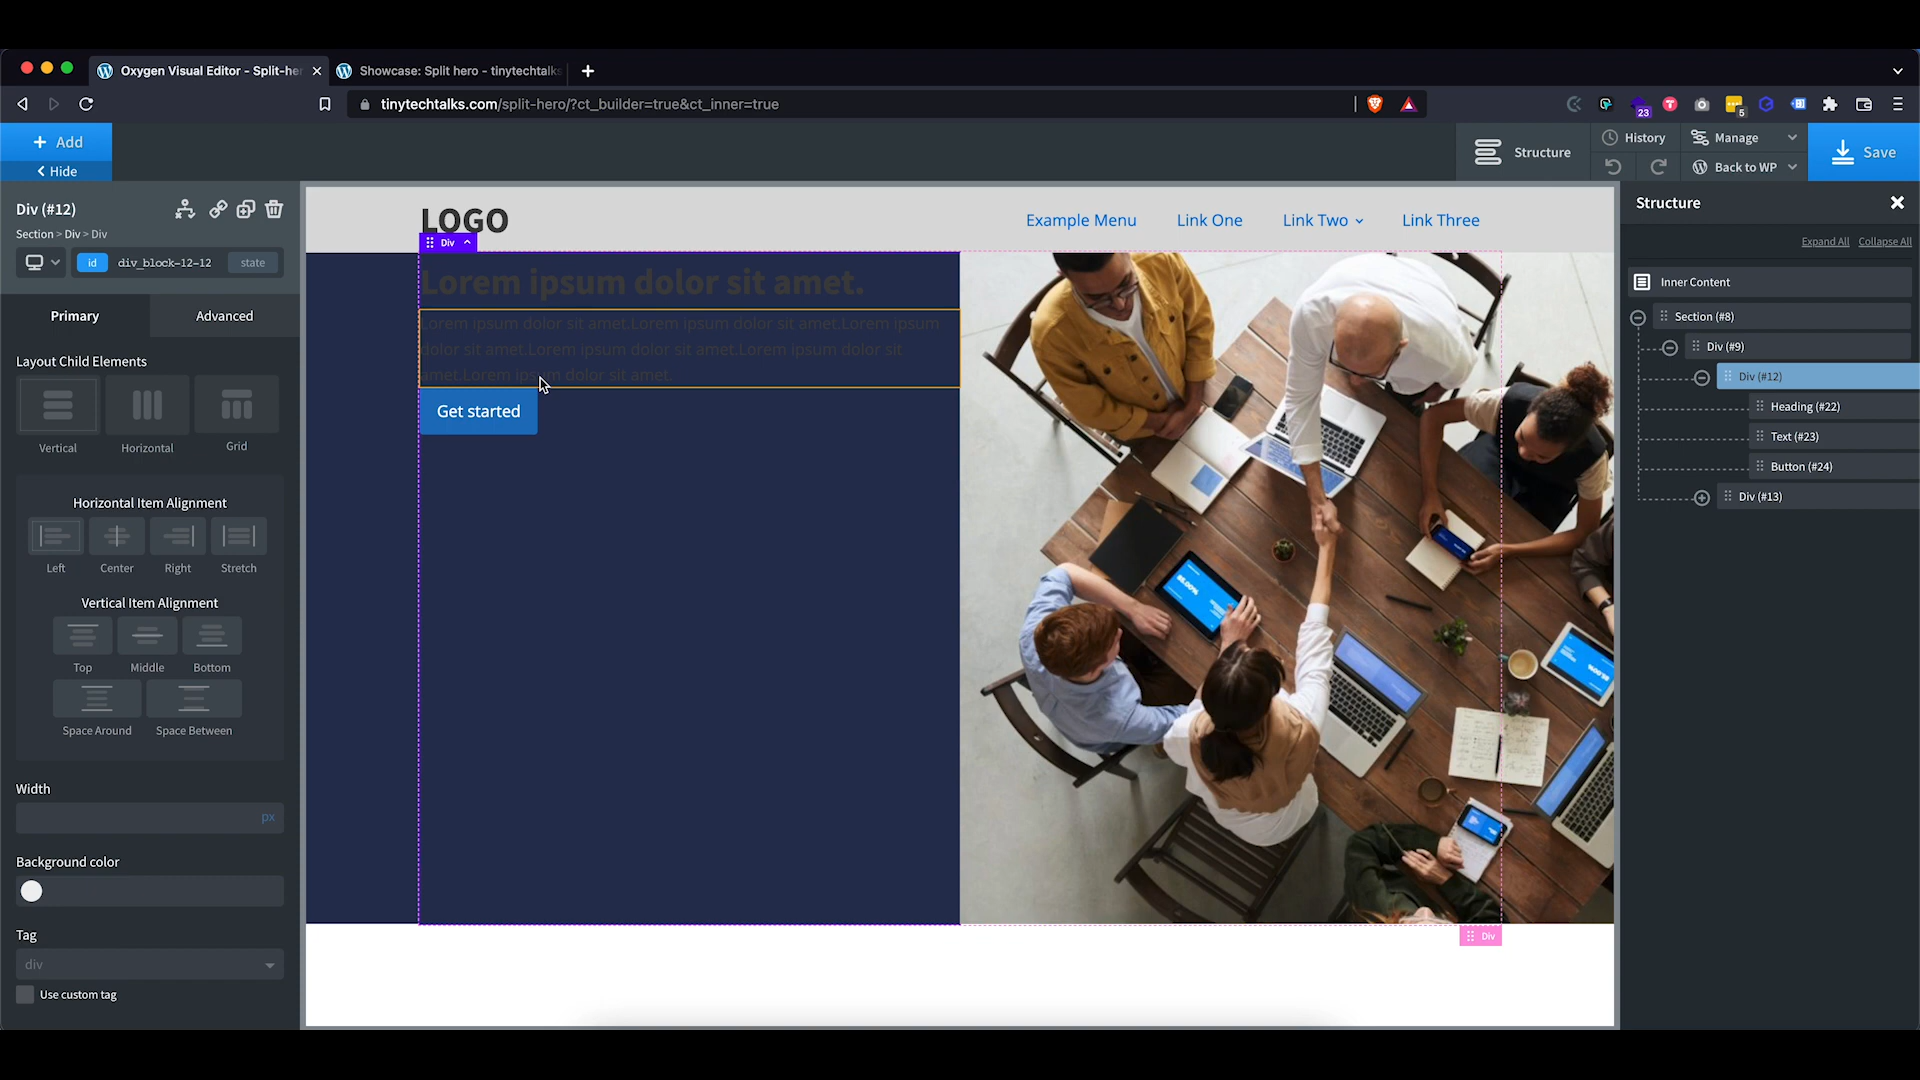 Oxygen Visual Editor - Split-her
Showcase: Split hero - tinytechtalks
tinytechtalks.com/split-hero/?ct_builder=true&ct_inner=true
23
5
+ Add
Hide
Structure
History
Manage
Back to WP
Save
Div (#12)
Section > Div > Div
id
div_block-12-12
state
Primary
Advanced
Layout Child Elements
Vertical
Horizontal
Grid
Horizontal Item Alignment
Left
Center
Right
Stretch
Vertical Item Alignment
Top
Middle
Bottom
Space Around
Space Between
Width
px
Background color
Tag
div
Use custom tag
LOGO
Example Menu
Link One
Link Two
Link Three
Div
Lorem ipsum dolor sit amet.
Lorem ipsum dolor sit amet.Lorem ipsum dolor sit amet.Lorem ipsum
dolor sit amet.Lorem ipsum dolor sit amet.Lorem ipsum dolor sit
amet.Lorem ipsum dolor sit amet.
Get started
Div
Structure
Expand All
Collapse All
Inner Content
Section (#8)
Div (#9)
Div (#12)
Heading (#22)
Text (#23)
Button (#24)
Div (#13)